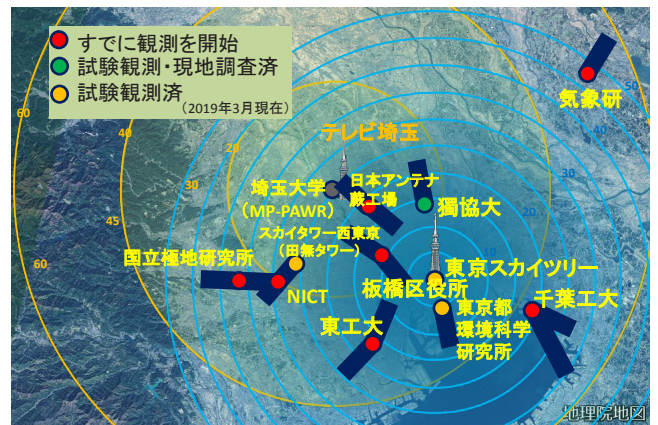 すでに観測を開始
試験観測・現地調査済
試験観測済
（2019年3月現在）
気象研
テレビ埼玉
埼玉大学
（MP-PAWR）
日本アンテナ
蕨工場
獨協大
スカイタワー西東京
（田無タワー）
国立極地研究所
NICT
板橋区役所
東京スカイツリー
東工大
東京都
環境科学
研究所
千葉工大
60
40
20
30
45
60
50
40
30
20
10
地理院地図